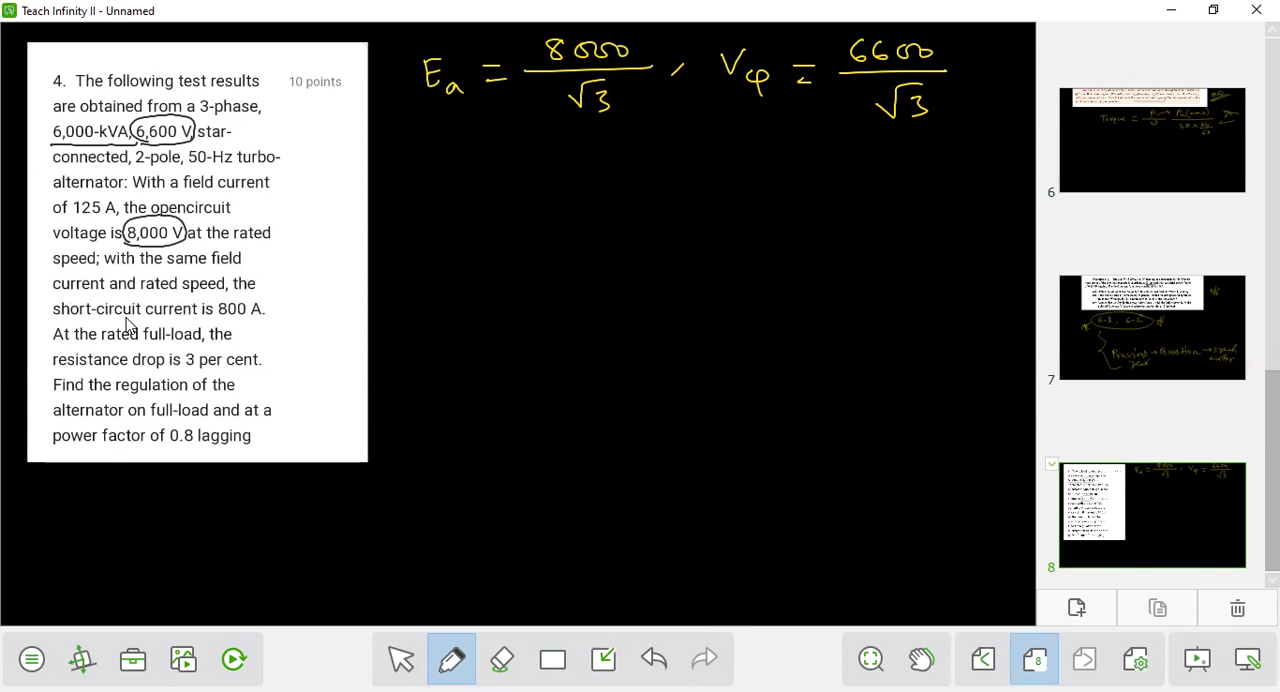 Teach Infinity II - Unnamed
Ea = 8000/√3 , Vφ = 6600/√3
4. The following test results 10 points
are obtained from a 3-phase,
6,000-kVA, 6,600 V, star-
connected, 2-pole, 50-Hz turbo-
alternator: With a field current
of 125 A, the opencircuit
voltage is 8,000 V at the rated
speed; with the same field
current and rated speed, the
short-circuit current is 800 A.
At the rated full-load, the
resistance drop is 3 per cent.
Find the regulation of the
alternator on full-load and at a
power factor of 0.8 lagging
6
7
8
8